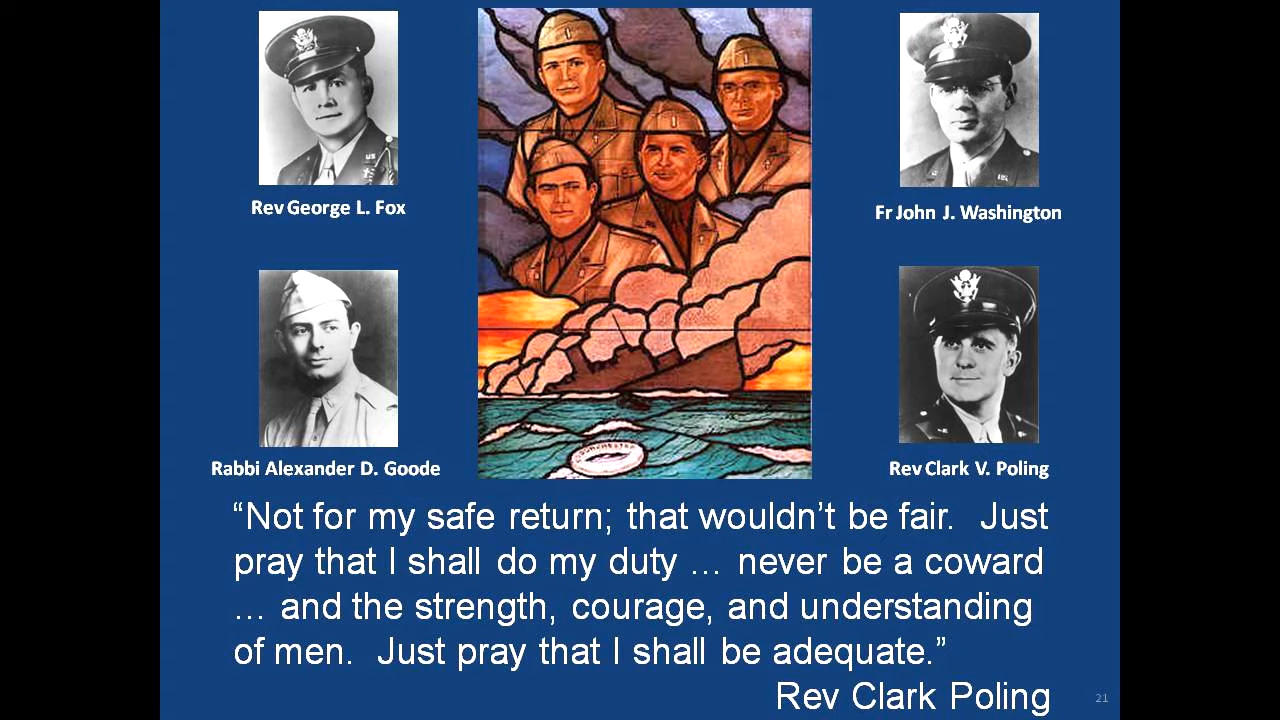 Rev George L. Fox
Fr John J. Washington
Rabbi Alexander D. Goode
Rev Clark V. Poling
DORCHESTER
“Not for my safe return; that wouldn’t be fair.  Just
pray that I shall do my duty … never be a coward
… and the strength, courage, and understanding
of men.  Just pray that I shall be adequate.”
Rev Clark Poling
21